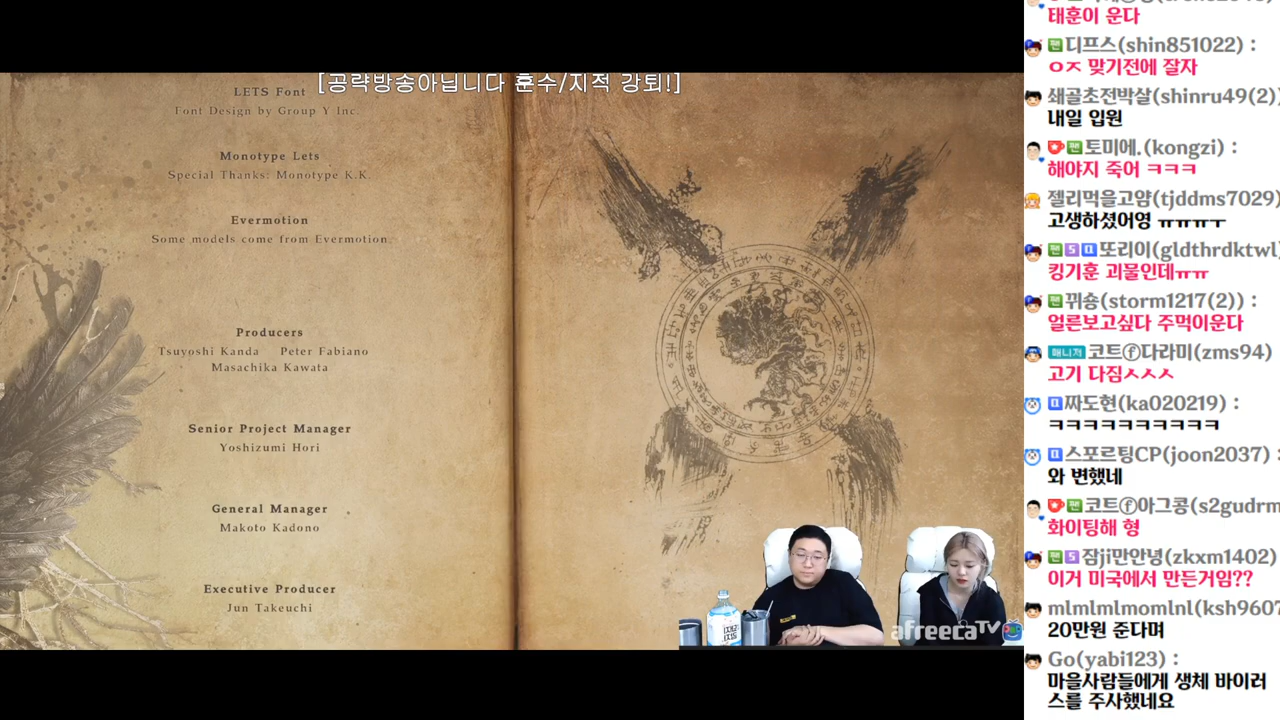 [공략방송아닙니다 훈수/지적 강퇴!]
LETS Font
Font Design by Group Y Inc.
Monotype Lets
Special Thanks: Monotype K.K.
Evermotion
Some models come from Evermotion.
Producers
Tsuyoshi Kanda Peter Fabiano
Masachika Kawata
Senior Project Manager
Yoshizumi Hori
General Manager
Makoto Kadono
Executive Producer
Jun Takeuchi
afreecaTV
태훈이 운다
팬 디프스(shin851022) :
ㅇㅈ 맞기전에 잘자
쇄골초전박살(shinru49(2))
내일 입원
팬 토미에.(kongzi) :
해야지 죽어 ㅋㅋㅋ
젤리먹을고얌(tjddms7029)
고생하셨어영 ㅠㅠㅠㅜ
팬 S 또리이(gldthrdktwl
킹기훈 괴물인데ㅠㅠ
팬 뀌숑(storm1217(2)) :
얼른보고싶다 주먹이운다
매니저 코트ⓕ다라미(zms94)
고기 다짐ㅅㅅㅅ
짜도현(ka020219) :
ㅋㅋㅋㅋㅋㅋㅋㅋㅋㅋ
스포르팅CP(joon2037) :
와 변했네
팬 코트ⓕ아그콩(s2gudrm
화이팅해 형
팬 S 잠ji만안녕(zkxm1402)
이거 미국에서 만든거임??
mlmlmlmomlnl(ksh9607
20만원 준다며
Go(yabi123) :
마을사람들에게 생체 바이러
스를 주사했네요